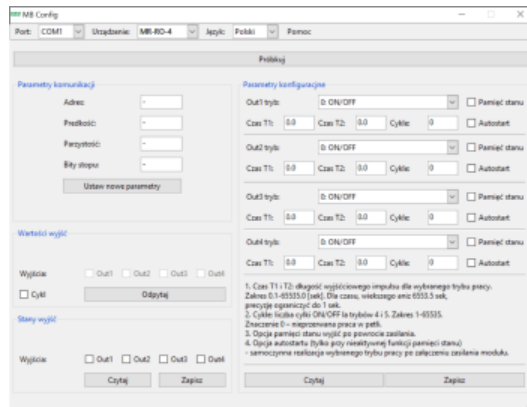 MB Config
Port: COM1 Urządzenie: MR-RO-4 Język: Polski Pomoc
Próbkuj
Parametry komunikacji
Adres: -
Prędkość: -
Parzystość: -
Bity stopu: -
Ustaw nowe parametry
Wartości wyjść
Wyjścia: Out1 Out2 Out3 Out4
Cykl Odpytaj
Stany wyjść
Wyjścia: Out1 Out2 Out3 Out4
Czytaj Zapisz
Parametry konfiguracjne
Out1 tryb: 0: ON/OFF Pamięć stanu
Czas T1: 0.0 Czas T2: 0.0 Cykle: 0 Autostart
Out2 tryb: 0: ON/OFF Pamięć stanu
Czas T1: 0.0 Czas T2: 0.0 Cykle: 0 Autostart
Out3 tryb: 0: ON/OFF Pamięć stanu
Czas T1: 0.0 Czas T2: 0.0 Cykle: 0 Autostart
Out4 tryb: 0: ON/OFF Pamięć stanu
Czas T1: 0.0 Czas T2: 0.0 Cykle: 0 Autostart
1. Czas T1 i T2: długość wyjściowego impulsu dla wybranego trybu pracy.
Zakres 0.1-65535.0 [sek]. Dla czasu, wiekszego aniż 6553.5 sek,
precyzję ograniczyć do 1 sek.
2. Cykle: liczba cykli ON/OFF la trybów 4 i 5. Zakres 1-65535.
Znaczenie 0 – nieprzerwana praca w pętli.
3. Opcja pamięci stanu wyjść po powrocie zasilania.
4. Opcja autostartu (tylko przy nieaktywnej funkcji pamięci stanu)
- samoczynna realizacja wybranego trybu pracy po załączeniu zasilania modułu.
Czytaj Zapisz